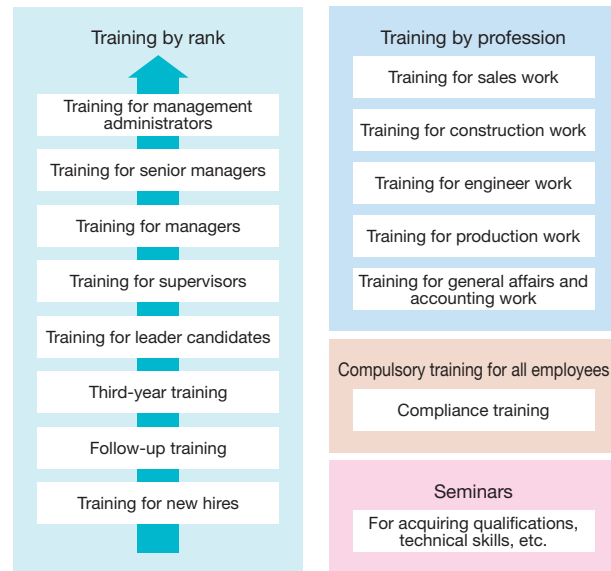 Training by rank
Training for management
administrators
Training for senior managers
Training for managers
Training for supervisors
Training for leader candidates
Third-year training
Follow-up training
Training for new hires
Training by profession
Training for sales work
Training for construction work
Training for engineer work
Training for production work
Training for general affairs and
accounting work
Compulsory training for all employees
Compliance training
Seminars
For acquiring qualifications,
technical skills, etc.